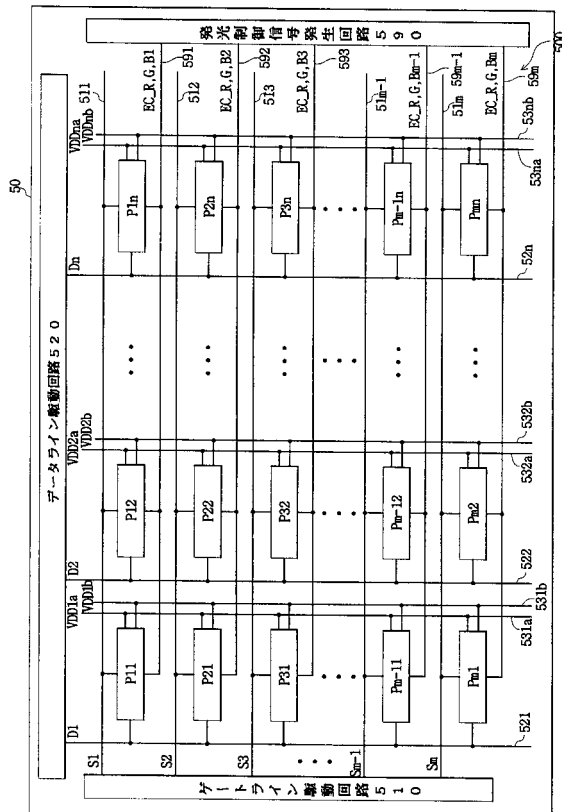 50
500
データライン駆動回路520
ゲートライン駆動回路510
発光制御信号発生回路590
D1
VDD1a
VDD1b
D2
VDD2a
VDD2b
Dn
VDDna
VDDnb
S1
P11
P12
P1n
511
EC_R,G,B1
591
S2
P21
P22
P2n
512
EC_R,G,B2
592
S3
P31
P32
P3n
513
EC_R,G,B3
593
Sm-1
Pm-11
Pm-12
Pm-1n
51m-1
EC_R,G,Bm-1
59m-1
Sm
Pm1
Pm2
Pmn
51m
EC_R,G,Bm
59m
521
531a
531b
522
532a
532b
52n
53na
53nb